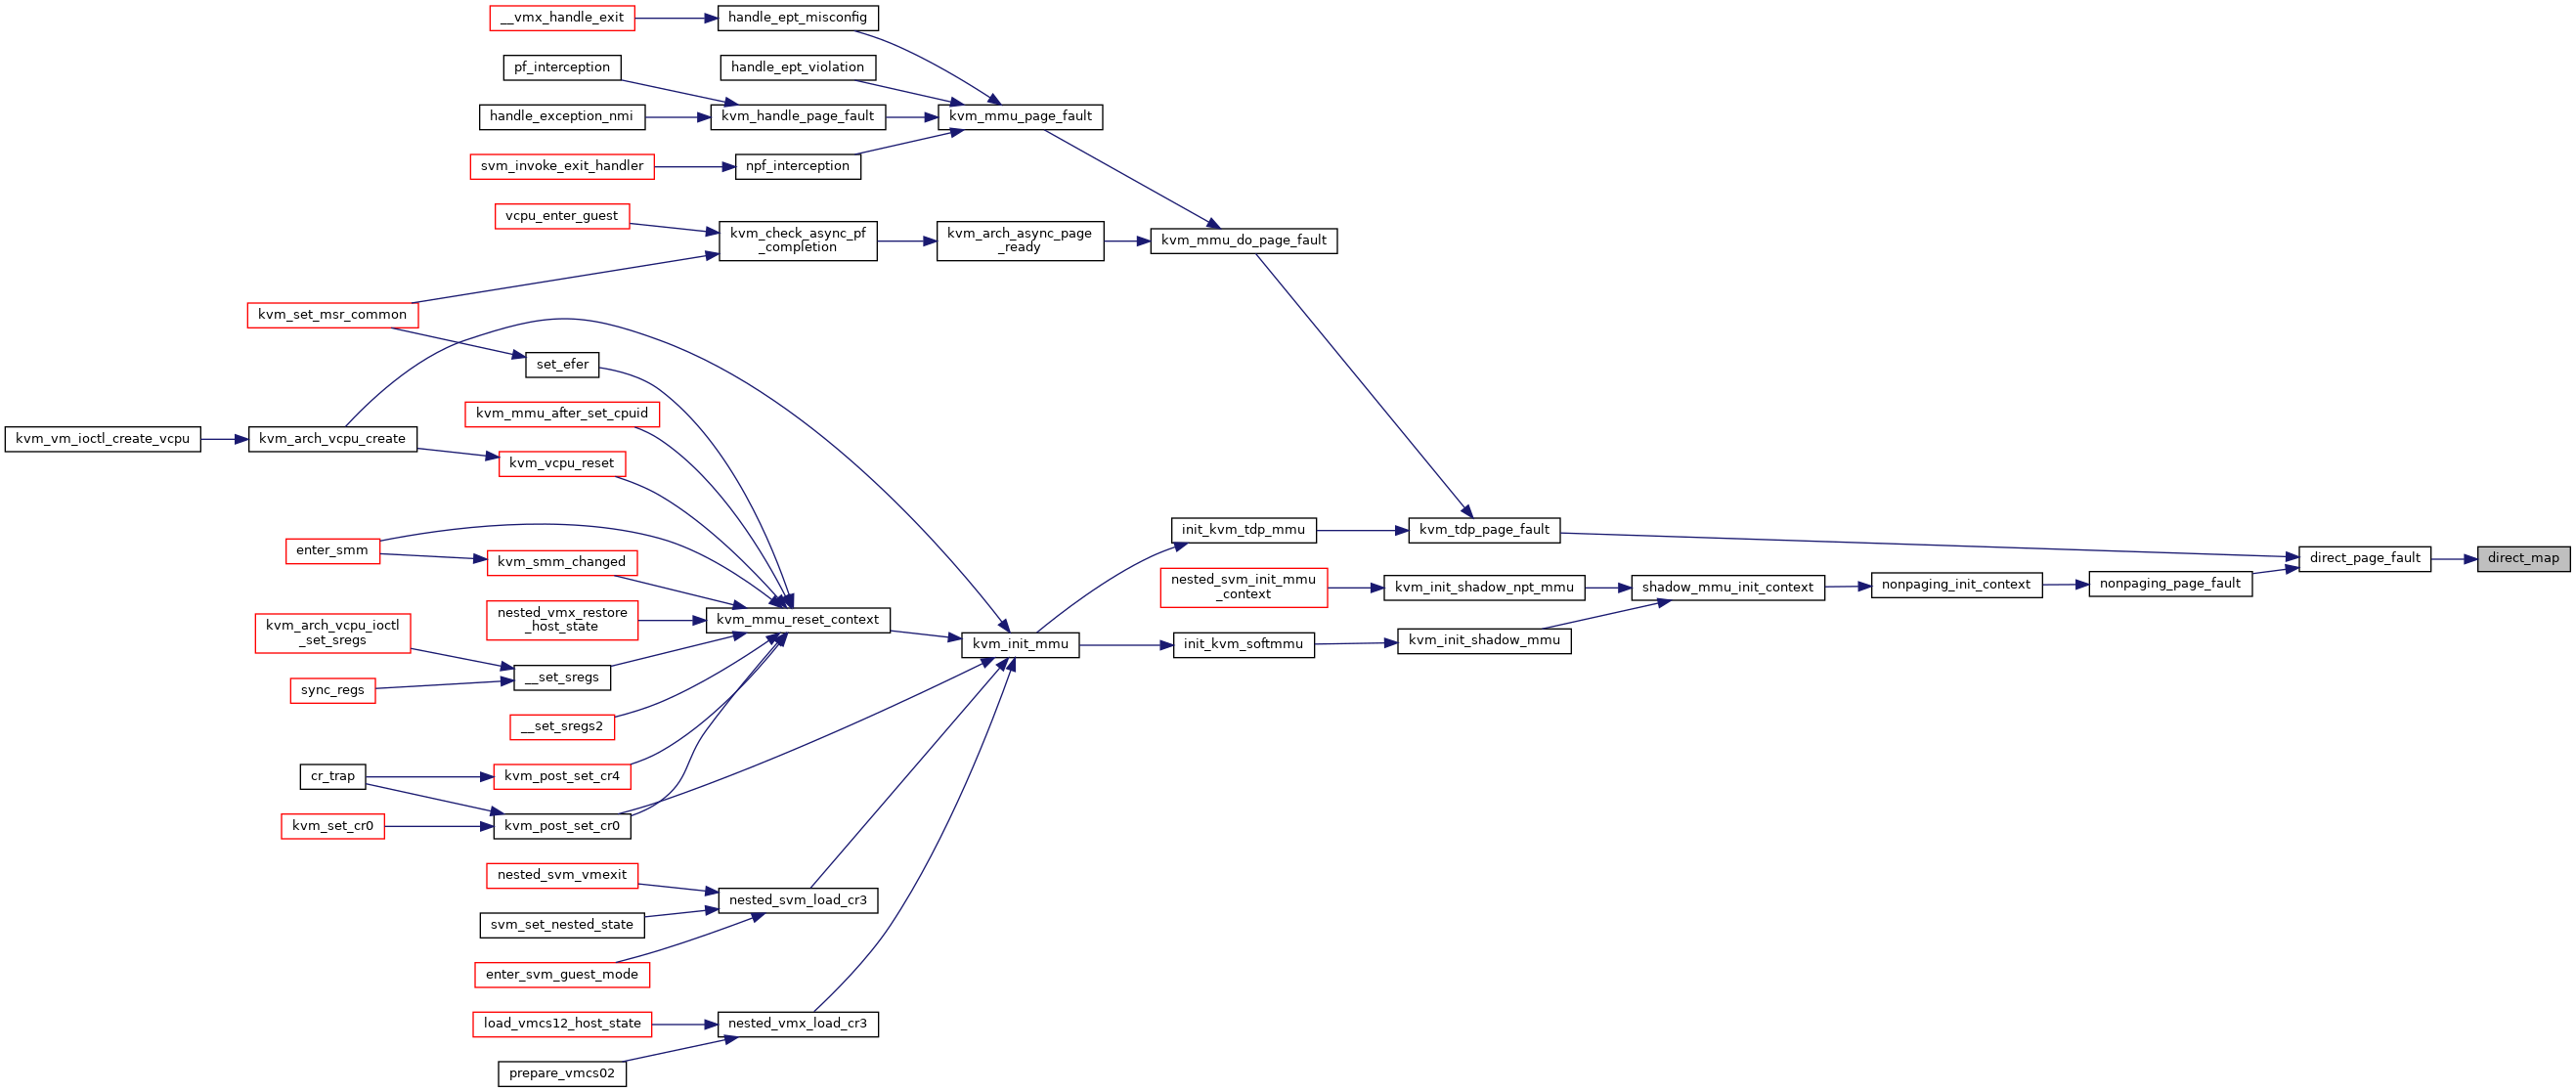 __vmx_handle_exit
handle_ept_misconfig
pf_interception
handle_ept_violation
handle_exception_nmi
kvm_handle_page_fault
kvm_mmu_page_fault
svm_invoke_exit_handler
npf_interception
vcpu_enter_guest
kvm_check_async_pf
_completion
kvm_arch_async_page
_ready
kvm_mmu_do_page_fault
kvm_set_msr_common
set_efer
kvm_mmu_after_set_cpuid
kvm_vm_ioctl_create_vcpu
kvm_arch_vcpu_create
kvm_vcpu_reset
enter_smm
kvm_smm_changed
init_kvm_tdp_mmu
kvm_tdp_page_fault
direct_page_fault
direct_map
nested_svm_init_mmu
_context
kvm_init_shadow_npt_mmu
shadow_mmu_init_context
nonpaging_init_context
nonpaging_page_fault
nested_vmx_restore
_host_state
kvm_mmu_reset_context
kvm_arch_vcpu_ioctl
_set_sregs
kvm_init_mmu
init_kvm_softmmu
kvm_init_shadow_mmu
__set_sregs
sync_regs
__set_sregs2
cr_trap
kvm_post_set_cr4
kvm_set_cr0
kvm_post_set_cr0
nested_svm_vmexit
nested_svm_load_cr3
svm_set_nested_state
enter_svm_guest_mode
load_vmcs12_host_state
nested_vmx_load_cr3
prepare_vmcs02